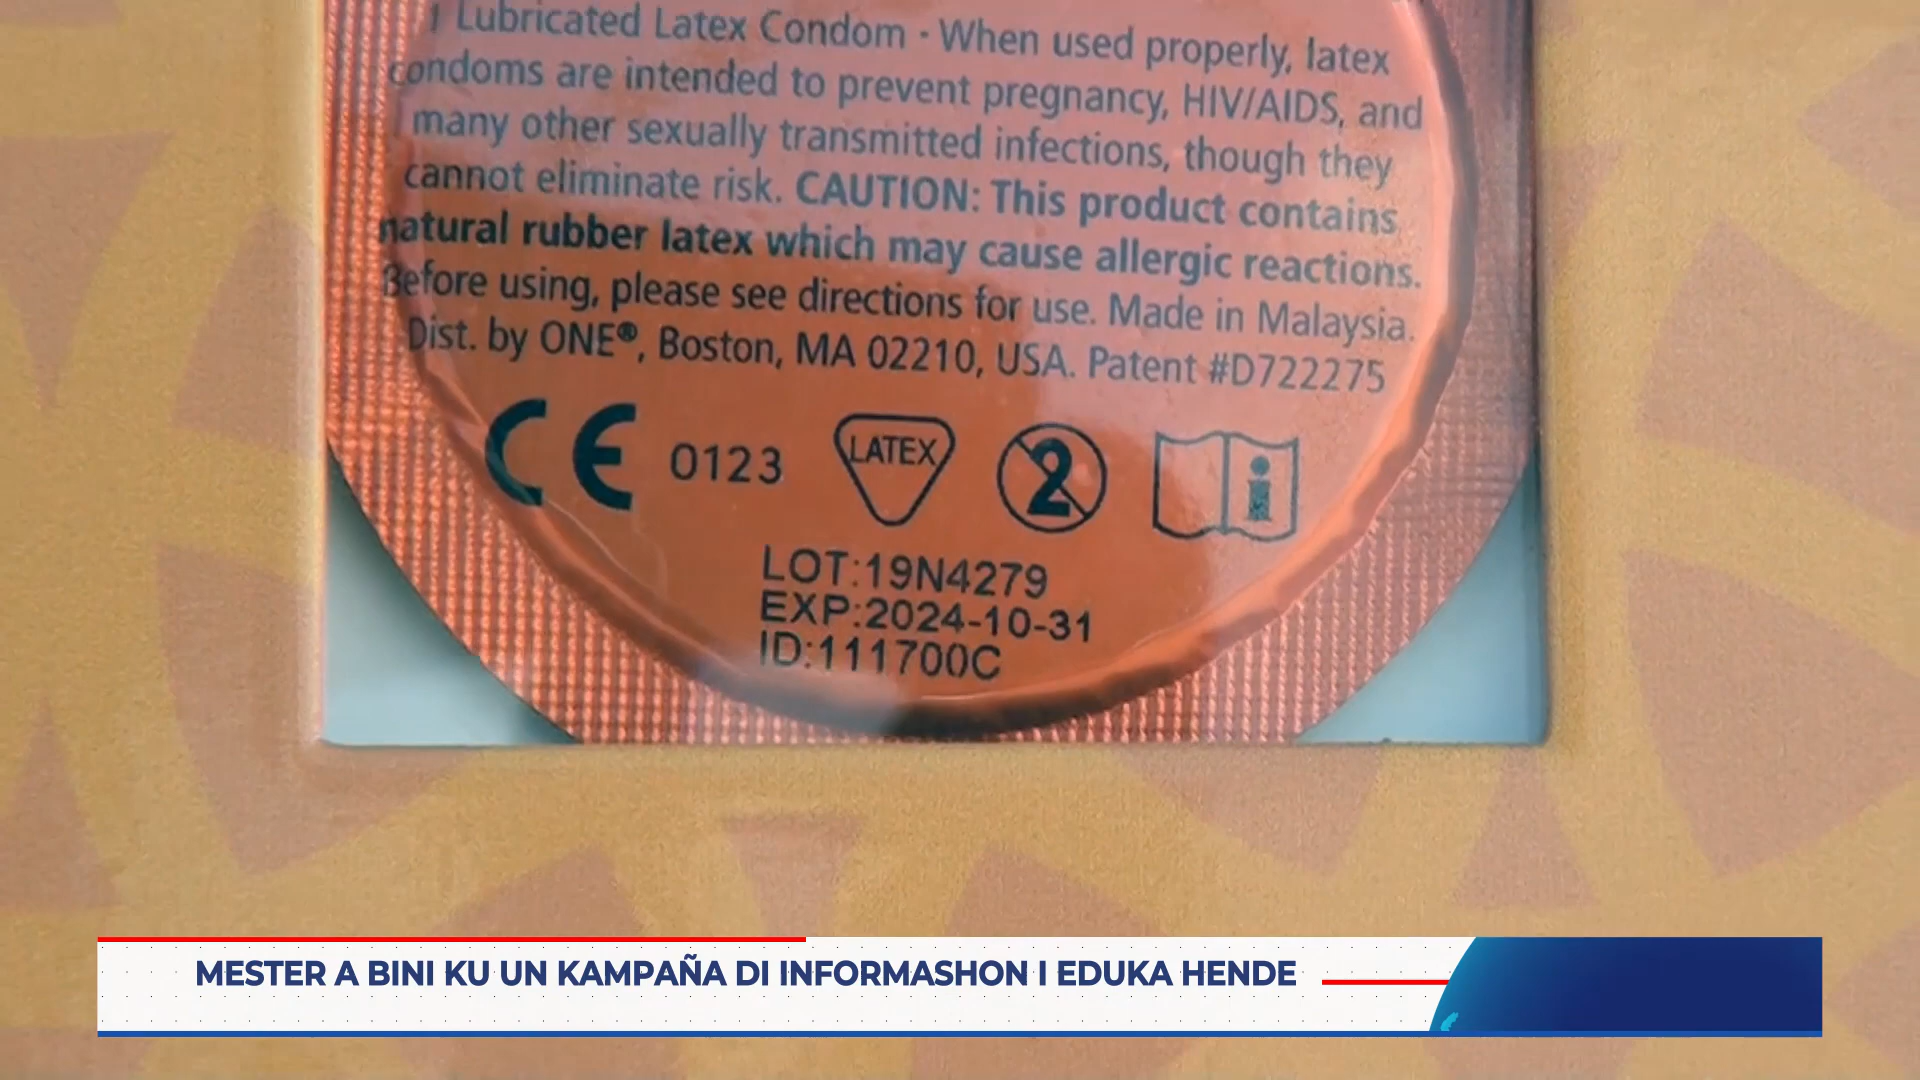 1 Lubricated Latex Condom • When used properly, latex
condoms are intended to prevent pregnancy, HIV/AIDS, and
many other sexually transmitted infections, though they
cannot eliminate risk. CAUTION: This product contains
natural rubber latex which may cause allergic reactions.
Before using, please see directions for use. Made in Malaysia.
Dist. by ONE®, Boston, MA 02210, USA. Patent #D722275
CE 0123 LATEX 2 i
LOT:19N4279
EXP:2024-10-31
ID:111700C
MESTER A BINI KU UN KAMPAÑA DI INFORMASHON I EDUKA HENDE